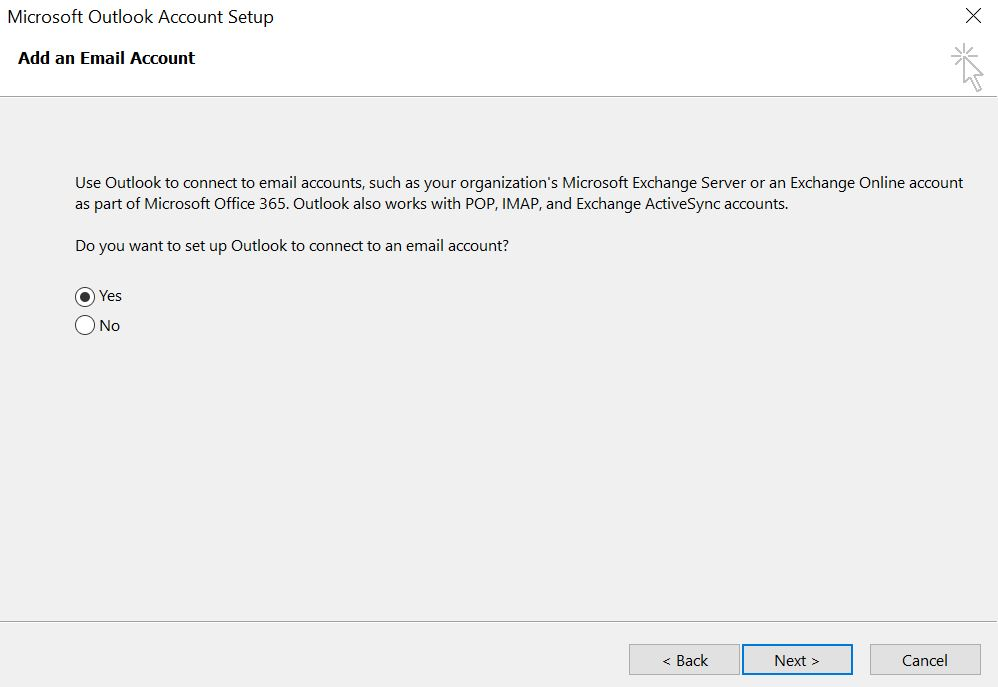 Microsoft Outlook Account Setup
Add an Email Account
Use Outlook to connect to email accounts, such as your organization's Microsoft Exchange Server or an Exchange Online account
as part of Microsoft Office 365. Outlook also works with POP, IMAP, and Exchange ActiveSync accounts.
Do you want to set up Outlook to connect to an email account?
Yes
No
< Back Next > Cancel